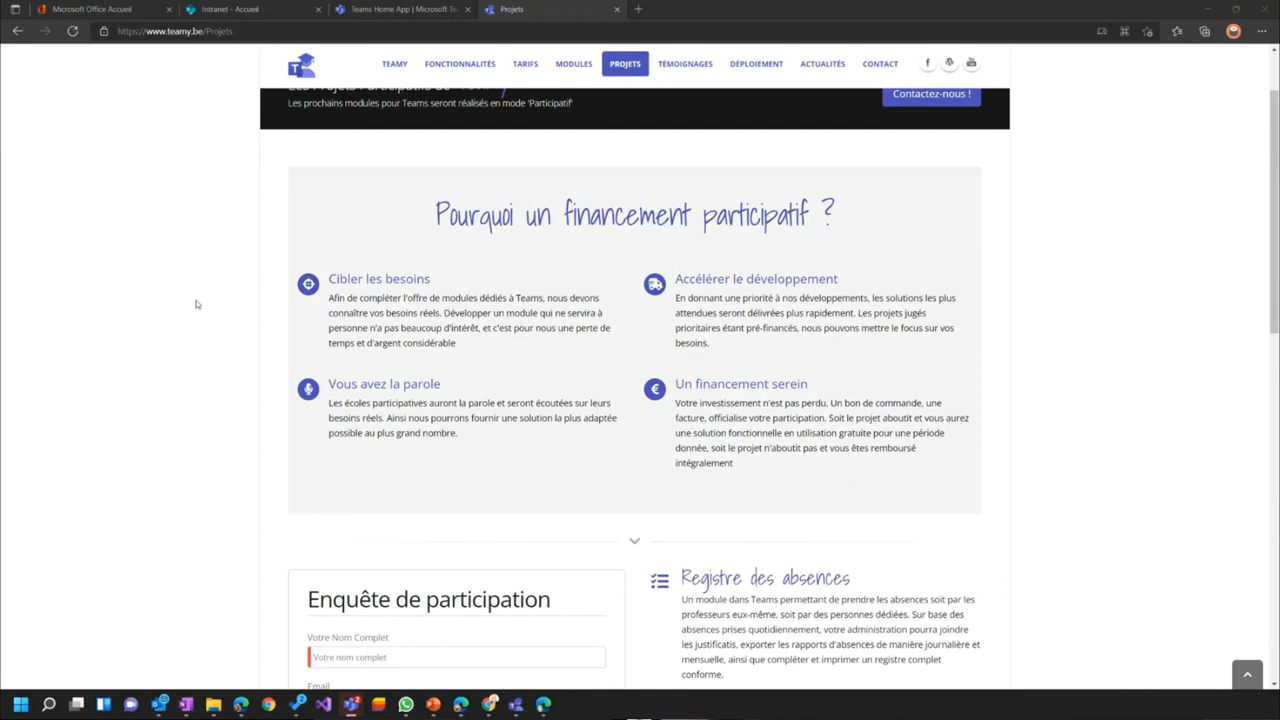 Microsoft Office Accueil
Intranet - Accueil
Teams Home App | Microsoft Te
Projets
https://www.teamy.be/Projets
TEAMY
FONCTIONNALITÉS
TARIFS
MODULES
PROJETS
TÉMOIGNAGES
DÉPLOIEMENT
ACTUALITÉS
CONTACT
Les prochains modules pour Teams seront réalisés en mode 'Participatif'
Contactez-nous !
Pourquoi un financement participatif ?
Cibler les besoins
Afin de compléter l'offre de modules dédiés à Teams, nous devons
connaître vos besoins réels. Développer un module qui ne servira à
personne n'a pas beaucoup d'intérêt, et c'est pour nous une perte de
temps et d'argent considérable
Accélérer le développement
En donnant une priorité à nos développements, les solutions les plus
attendues seront délivrées plus rapidement. Les projets jugés
prioritaires étant pré-financés, nous pouvons mettre le focus sur vos
besoins.
Vous avez la parole
Les écoles participatives auront la parole et seront écoutées sur leurs
besoins réels. Ainsi nous pourrons fournir une solution la plus adaptée
possible au plus grand nombre.
Un financement serein
Votre investissement n'est pas perdu. Un bon de commande, une
facture, officialise votre participation. Soit le projet aboutit et vous aurez
une solution fonctionnelle en utilisation gratuite pour une période
donnée, soit le projet n'aboutit pas et vous êtes remboursé
intégralement
Enquête de participation
Votre Nom Complet
Votre nom complet
Email
Registre des absences
Un module dans Teams permettant de prendre les absences soit par les
professeurs eux-même, soit par des personnes dédiées. Sur base des
absences prises quotidiennement, votre administration pourra joindre
les justificatis, exporter les rapports d'absences de manière journalière et
mensuelle, ainsi que compléter et imprimer un registre complet
conforme.